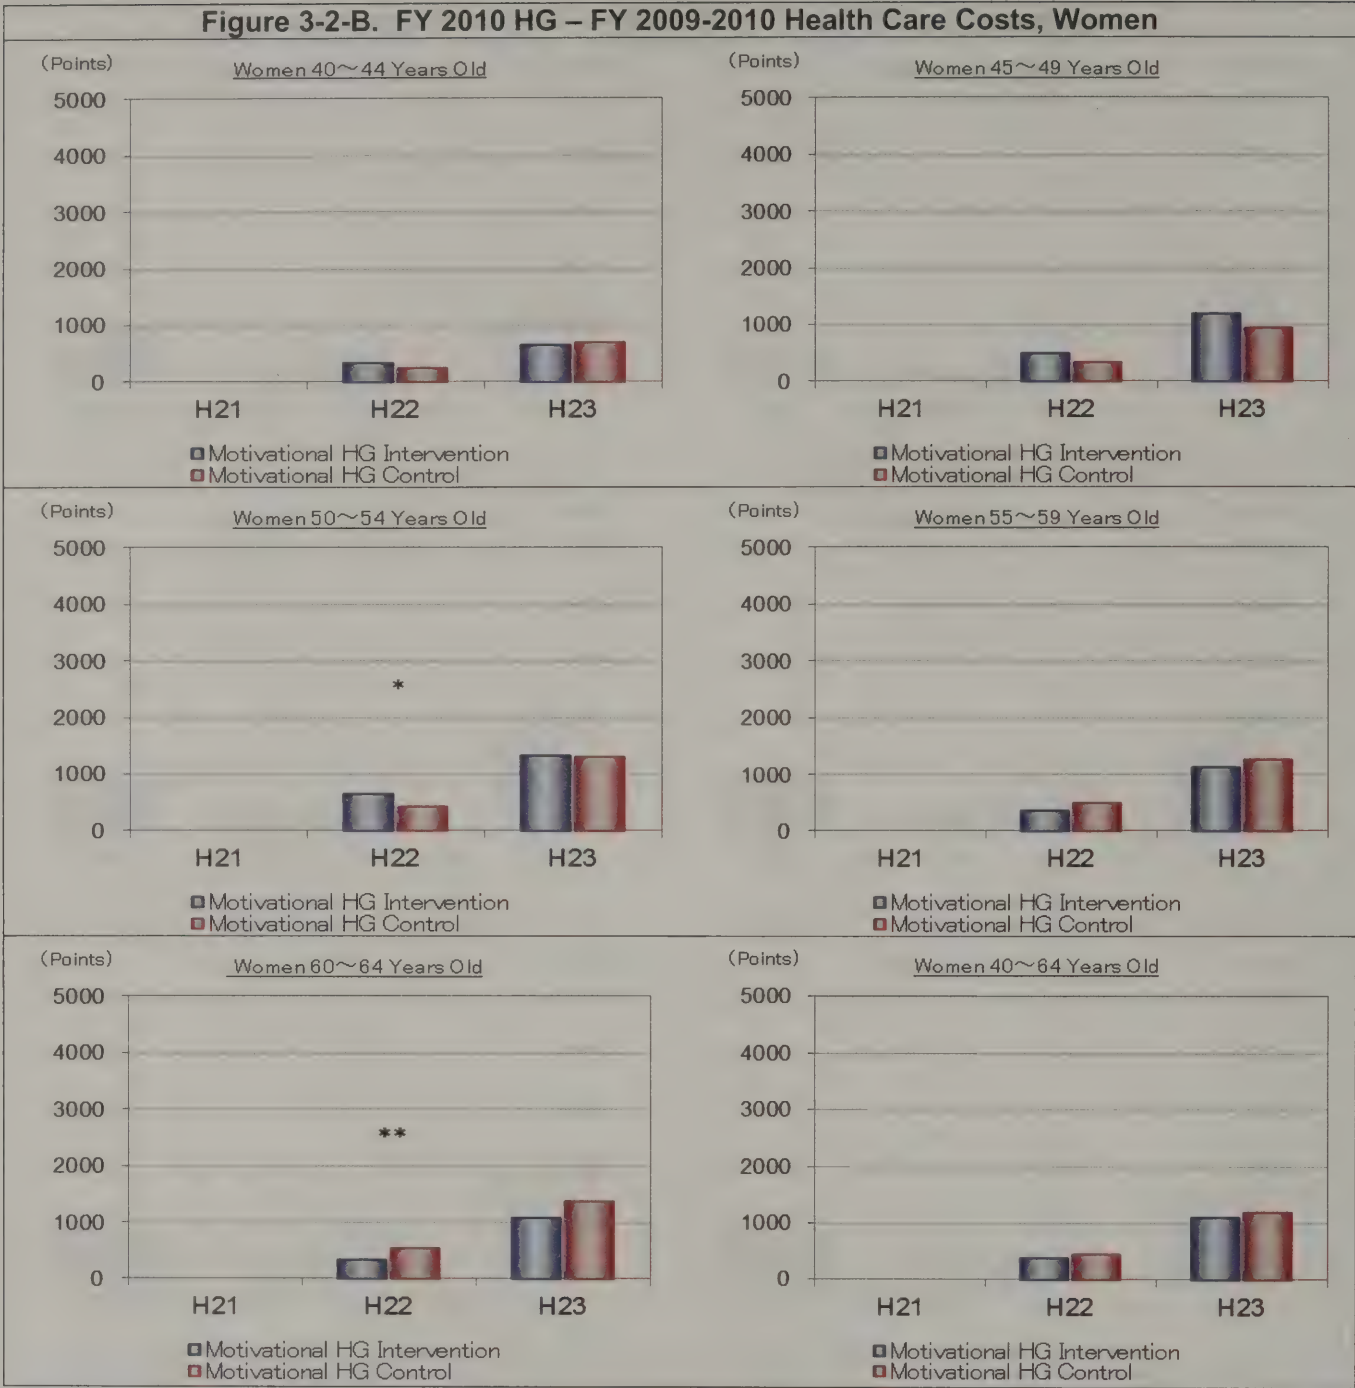 Figure 3-2-B. FY 2010 HG – FY 2009-2010 Health Care Costs, Women
(Points)
Women 40～44 Years Old
5000
4000
3000
2000
1000
0
H21 H22 H23
Motivational HG Intervention
Motivational HG Control
(Points)
Women 45～49 Years Old
5000
4000
3000
2000
1000
0
H21 H22 H23
Motivational HG Intervention
Motivational HG Control
(Points)
Women 50～54 Years Old
5000
4000
3000
*
2000
1000
0
H21 H22 H23
Motivational HG Intervention
Motivational HG Control
(Points)
Women 55～59 Years Old
5000
4000
3000
2000
1000
0
H21 H22 H23
Motivational HG Intervention
Motivational HG Control
(Points)
Women 60～64 Years Old
5000
4000
3000
**
2000
1000
0
H21 H22 H23
Motivational HG Intervention
Motivational HG Control
(Points)
Women 40～64 Years Old
5000
4000
3000
2000
1000
0
H21 H22 H23
Motivational HG Intervention
Motivational HG Control